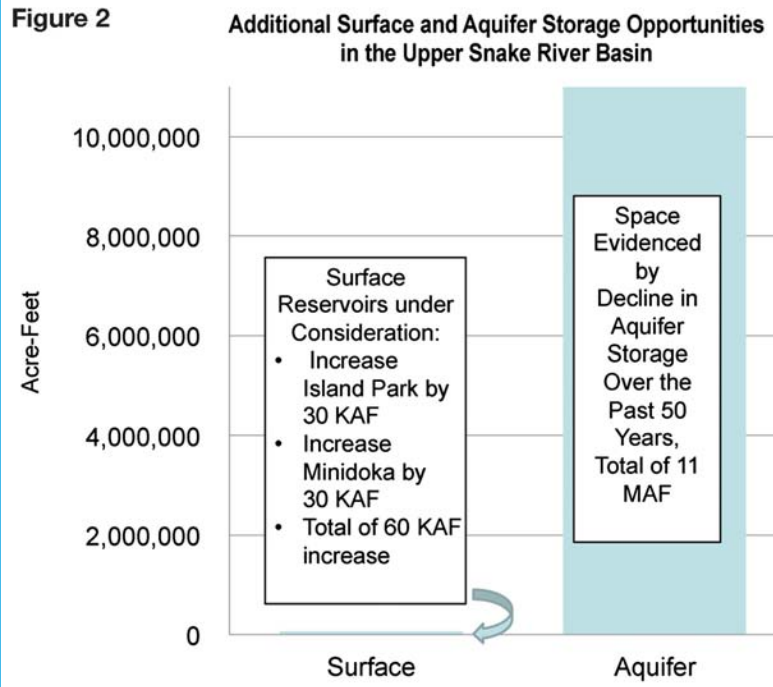 Figure 2
Additional Surface and Aquifer Storage Opportunities
in the Upper Snake River Basin
Acre-Feet
10,000,000
8,000,000
6,000,000
4,000,000
2,000,000
0
Surface
Reservoirs under
Consideration:
• Increase
Island Park by
30 KAF
• Increase
Minidoka by
30 KAF
• Total of 60 KAF
increase
Space
Evidenced
by
Decline in
Aquifer
Storage
Over the
Past 50
Years,
Total of 11
MAF
Surface
Aquifer